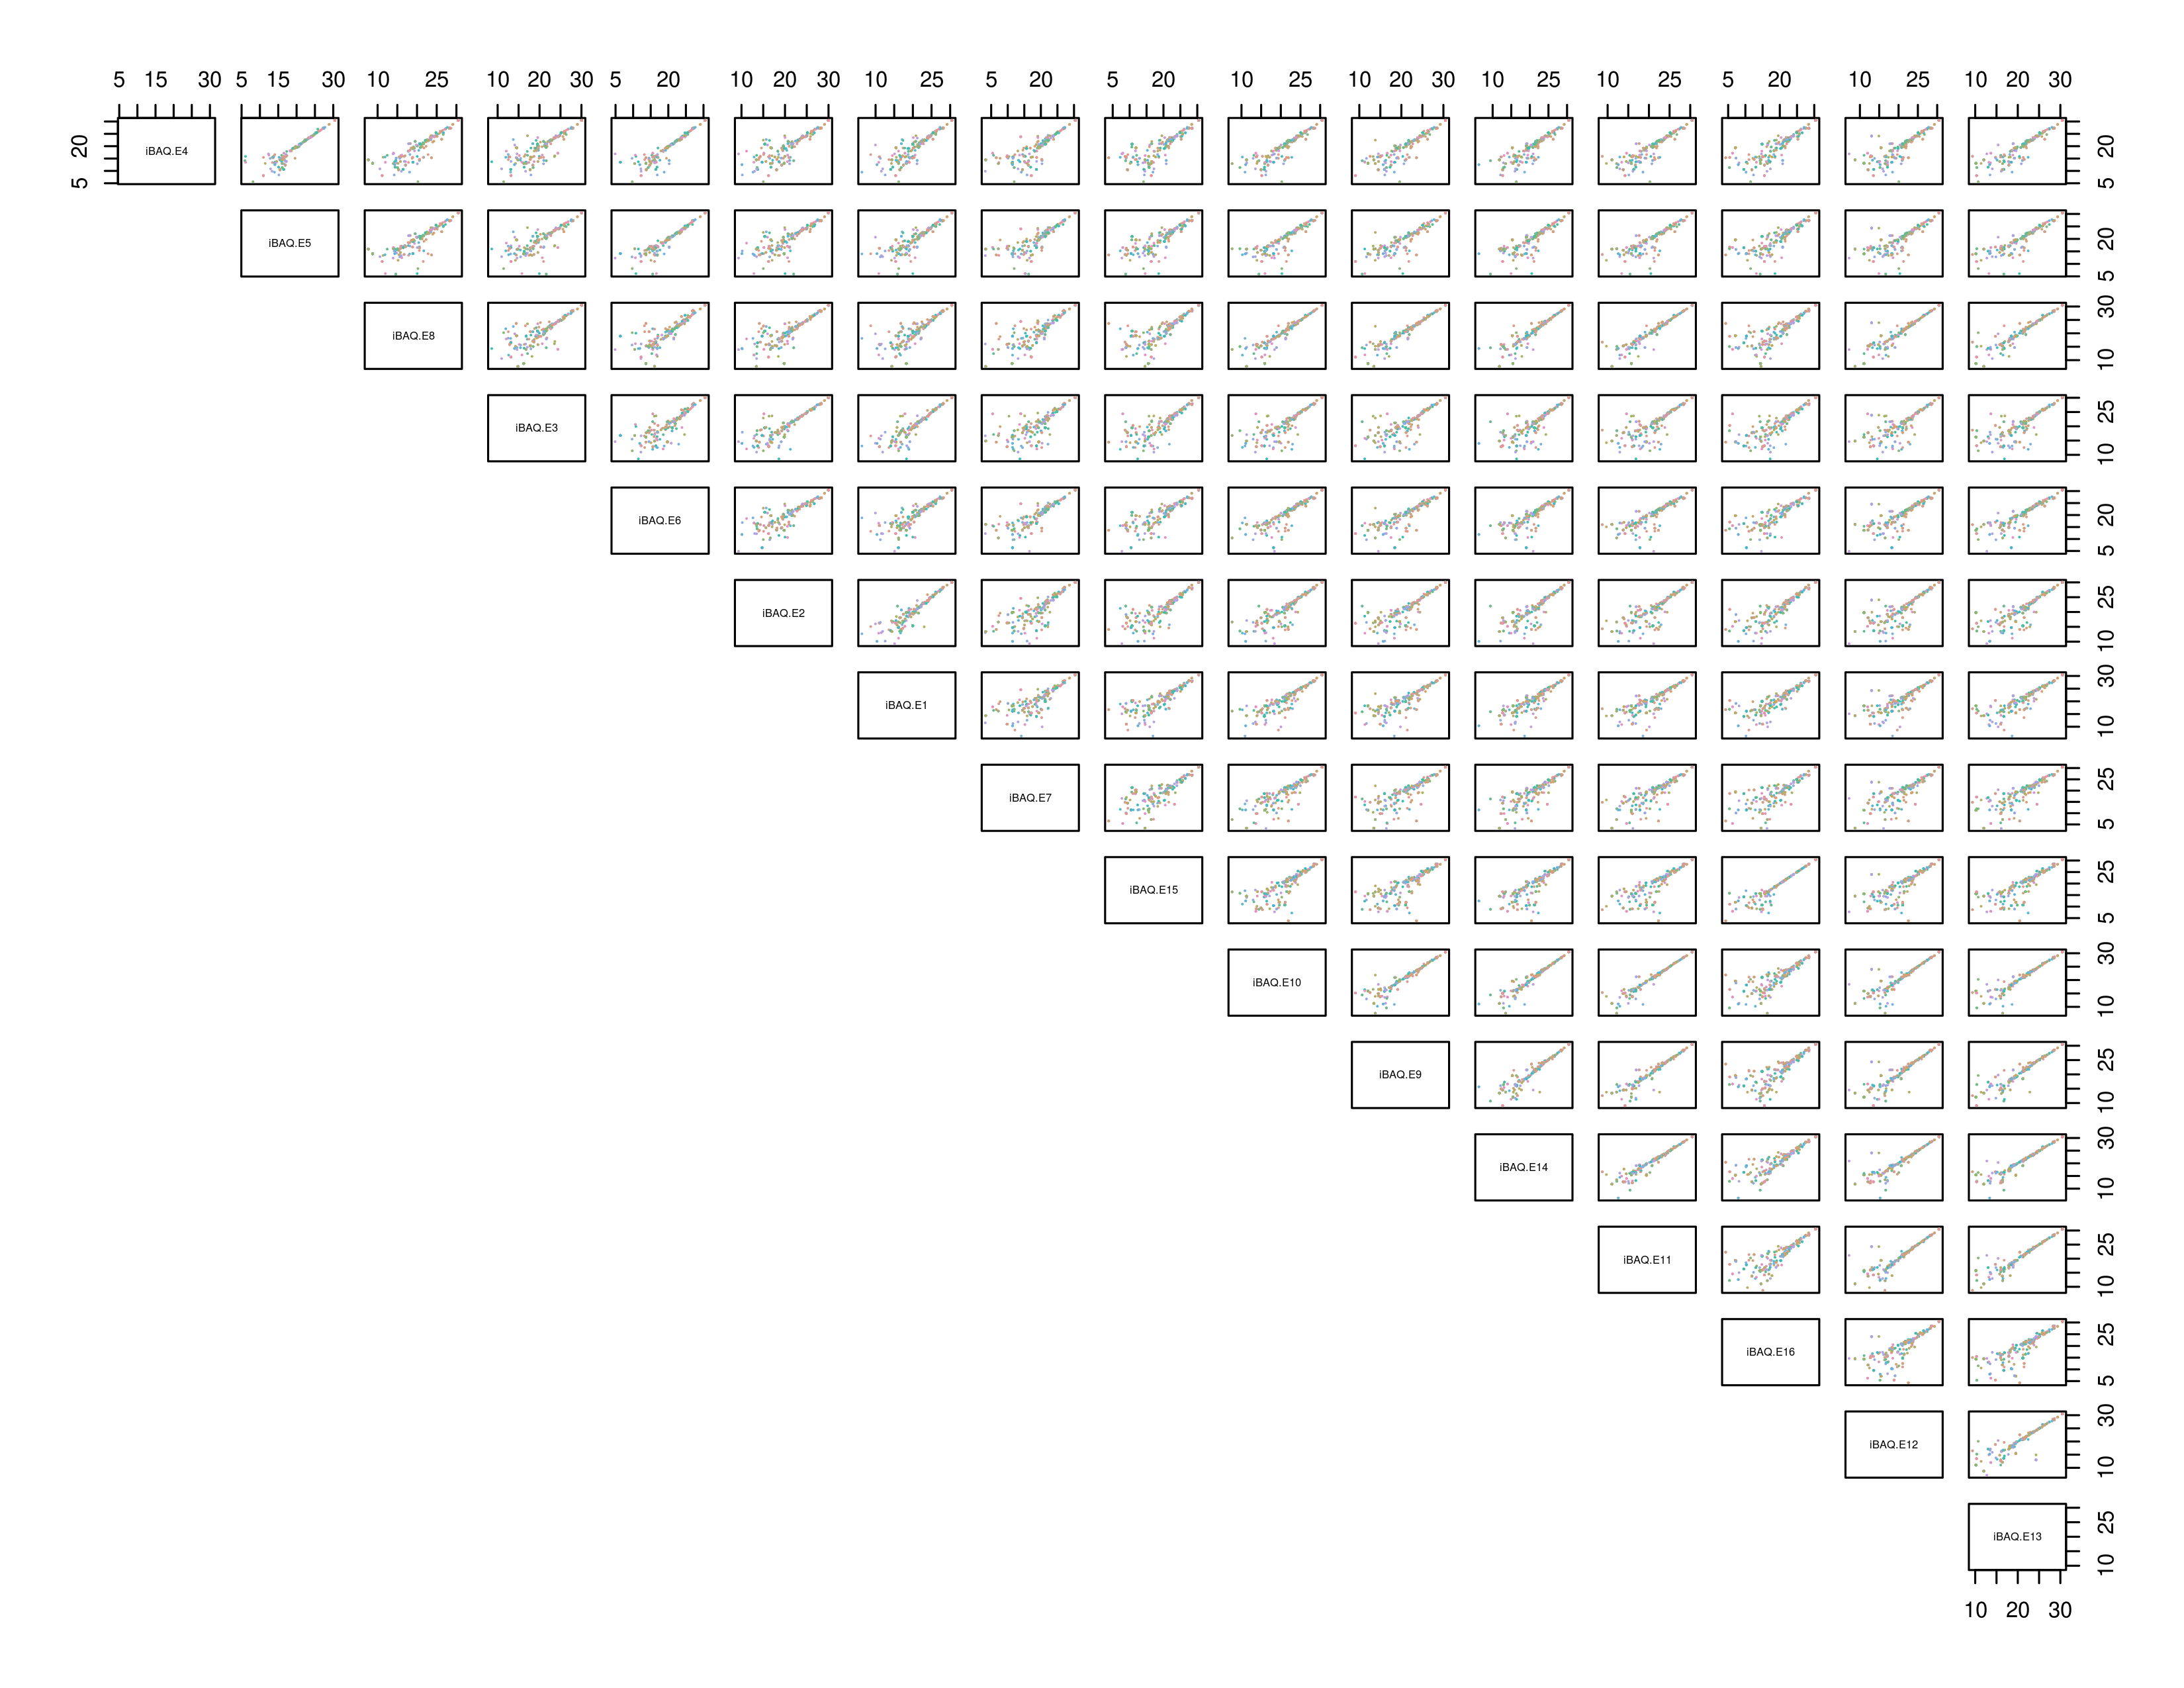 5 15 30 5 15 30 10 25 10 20 30 5 20 10 20 30 10 25 5 20 5 20 10 25 10 20 30 10 25 10 25 5 20 10 25 10 20 30
5 20 iBAQ.E4 5 20
iBAQ.E5 5 20
iBAQ.E8 10 30
iBAQ.E3 10 25
iBAQ.E6 5 20
iBAQ.E2 10 25
iBAQ.E1 10 30
iBAQ.E7 5 25
iBAQ.E15 5 25
iBAQ.E10 10 30
iBAQ.E9 10 25
iBAQ.E14 10 30
iBAQ.E11 10 25
iBAQ.E16 5 25
iBAQ.E12 10 30
iBAQ.E13 10 25
10 20 30